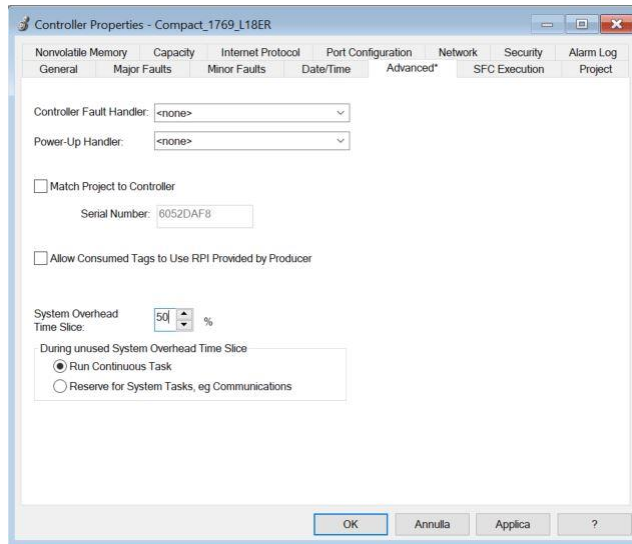 Controller Properties - Compact_1769_L18ER
Nonvolatile Memory Capacity Internet Protocol Port Configuration Network Security Alarm Log
General Major Faults Minor Faults Date/Time Advanced* SFC Execution Project
Controller Fault Handler: <none>
Power-Up Handler: <none>
Match Project to Controller
Serial Number: 6052DAF8
Allow Consumed Tags to Use RPI Provided by Producer
System Overhead
Time Slice: 50 %
During unused System Overhead Time Slice
Run Continuous Task
Reserve for System Tasks, eg Communications
OK Annulla Applica ?